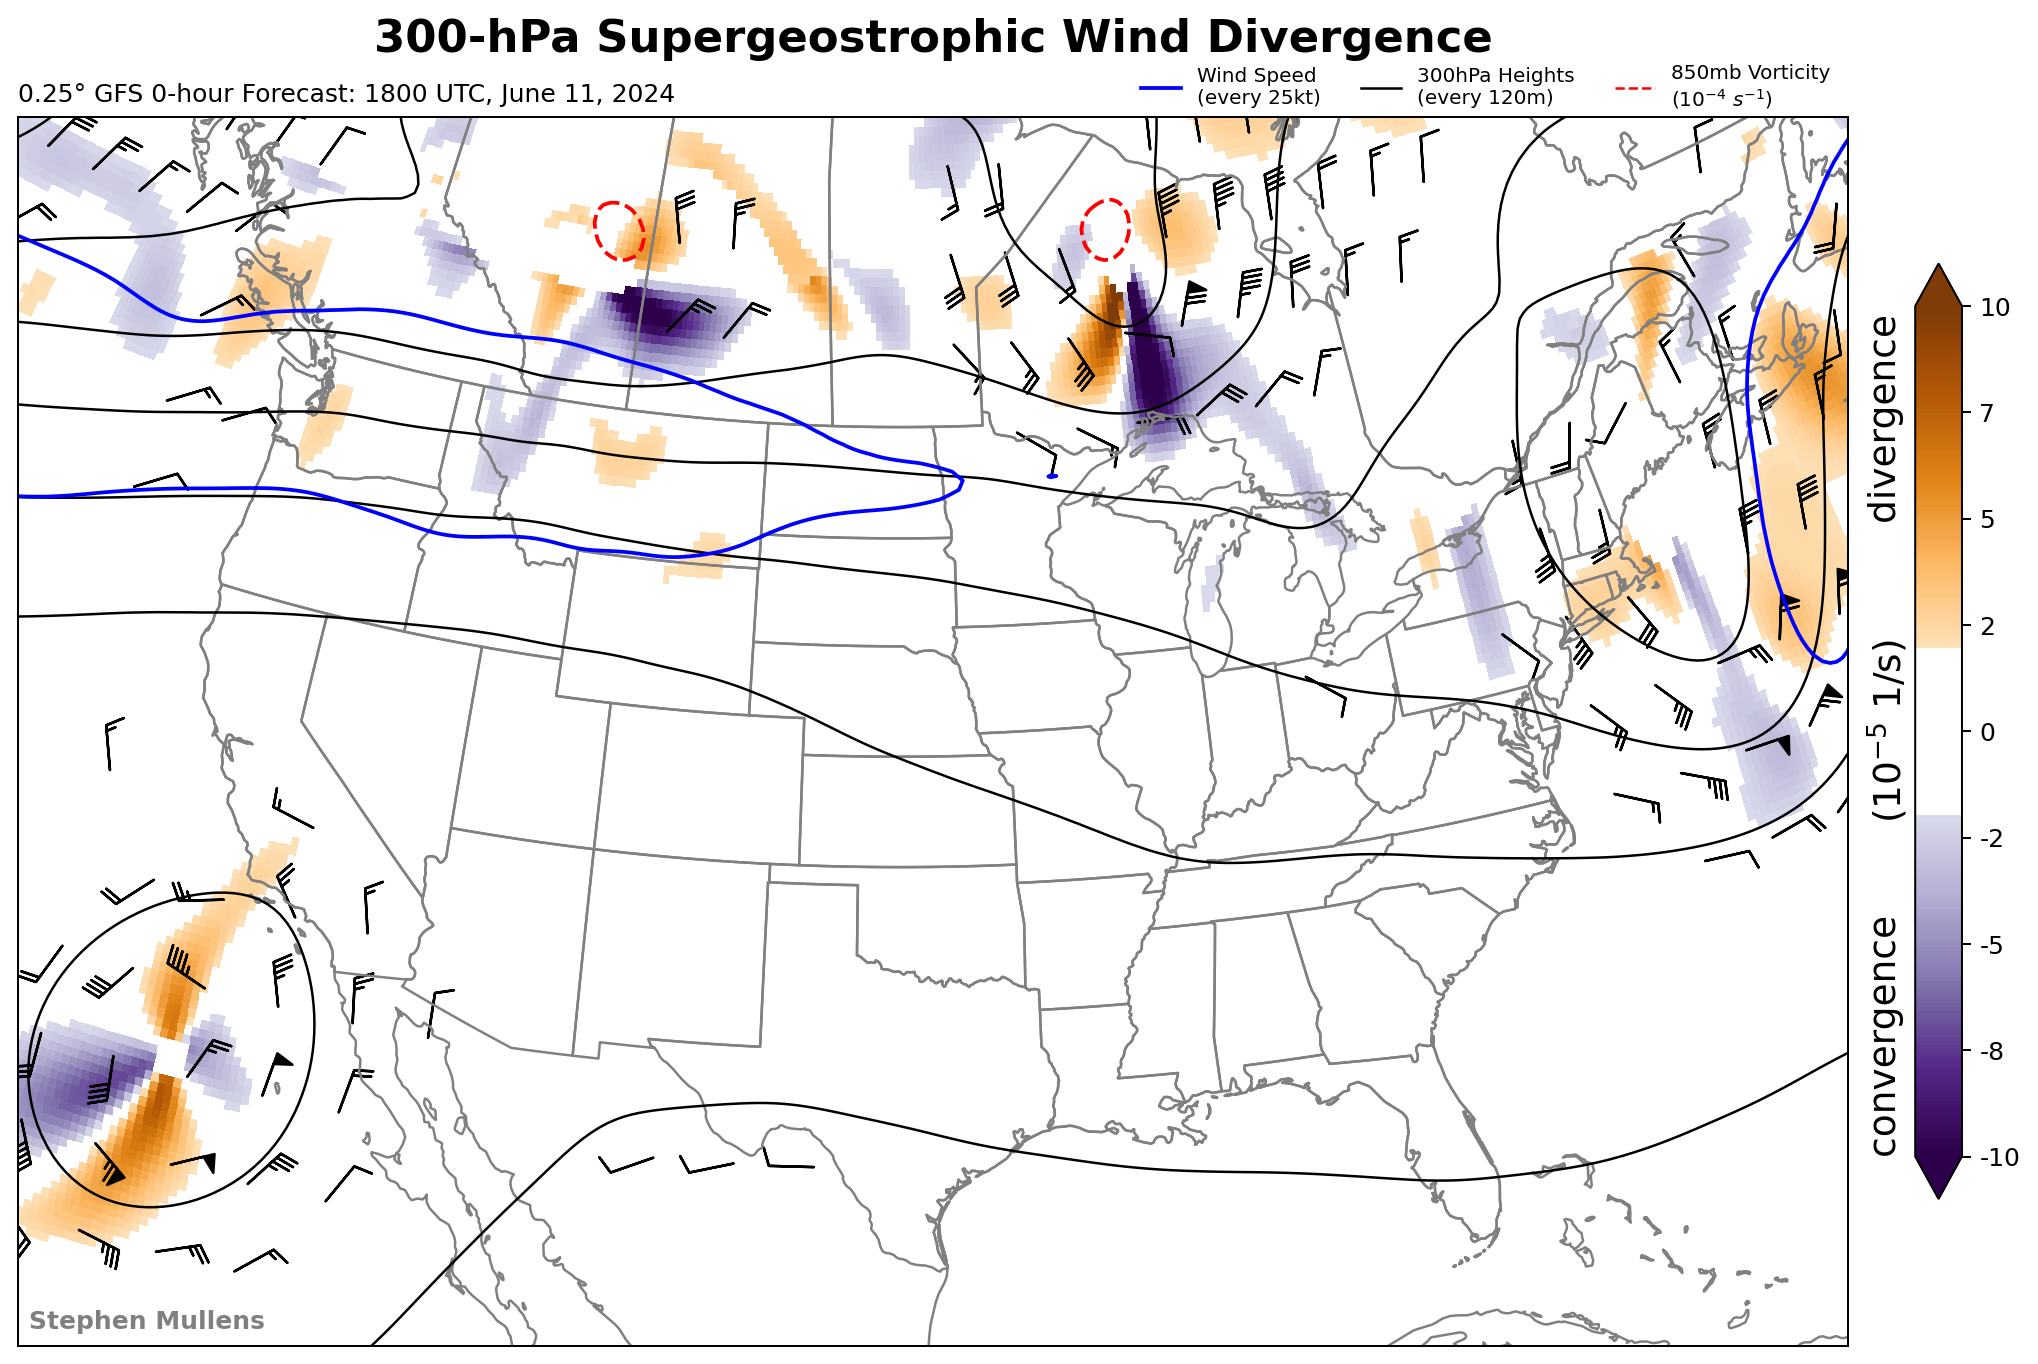 300-hPa Supergeostrophic Wind Divergence
0.25° GFS 0-hour Forecast: 1800 UTC, June 11, 2024
Wind Speed
(every 25kt)
300hPa Heights
(every 120m)
850mb Vorticity
(10⁻⁴ s⁻¹)
10
7
5
2
0
-2
-5
-8
-10
convergence (10⁻⁵ 1/s) divergence
Stephen Mullens